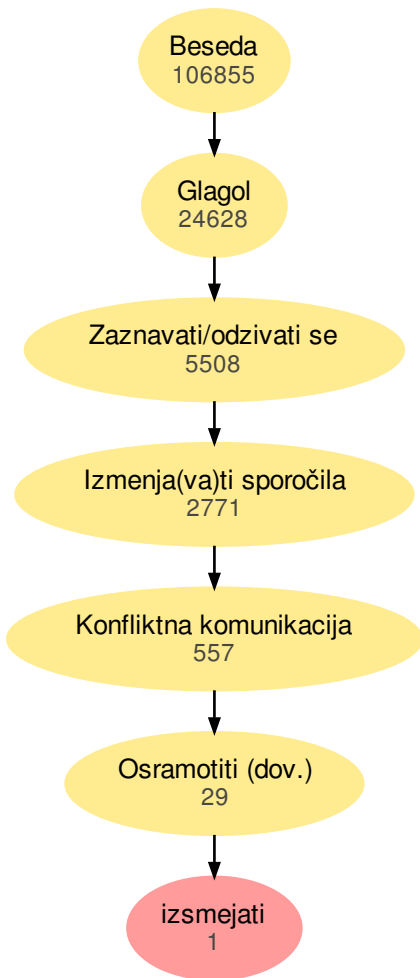 Beseda
106855
Glagol
24628
Zaznavati/odzivati se
5508
Izmenja(va)ti sporočila
2771
Konfliktna komunikacija
557
Osramotiti (dov.)
29
izsmejati
1